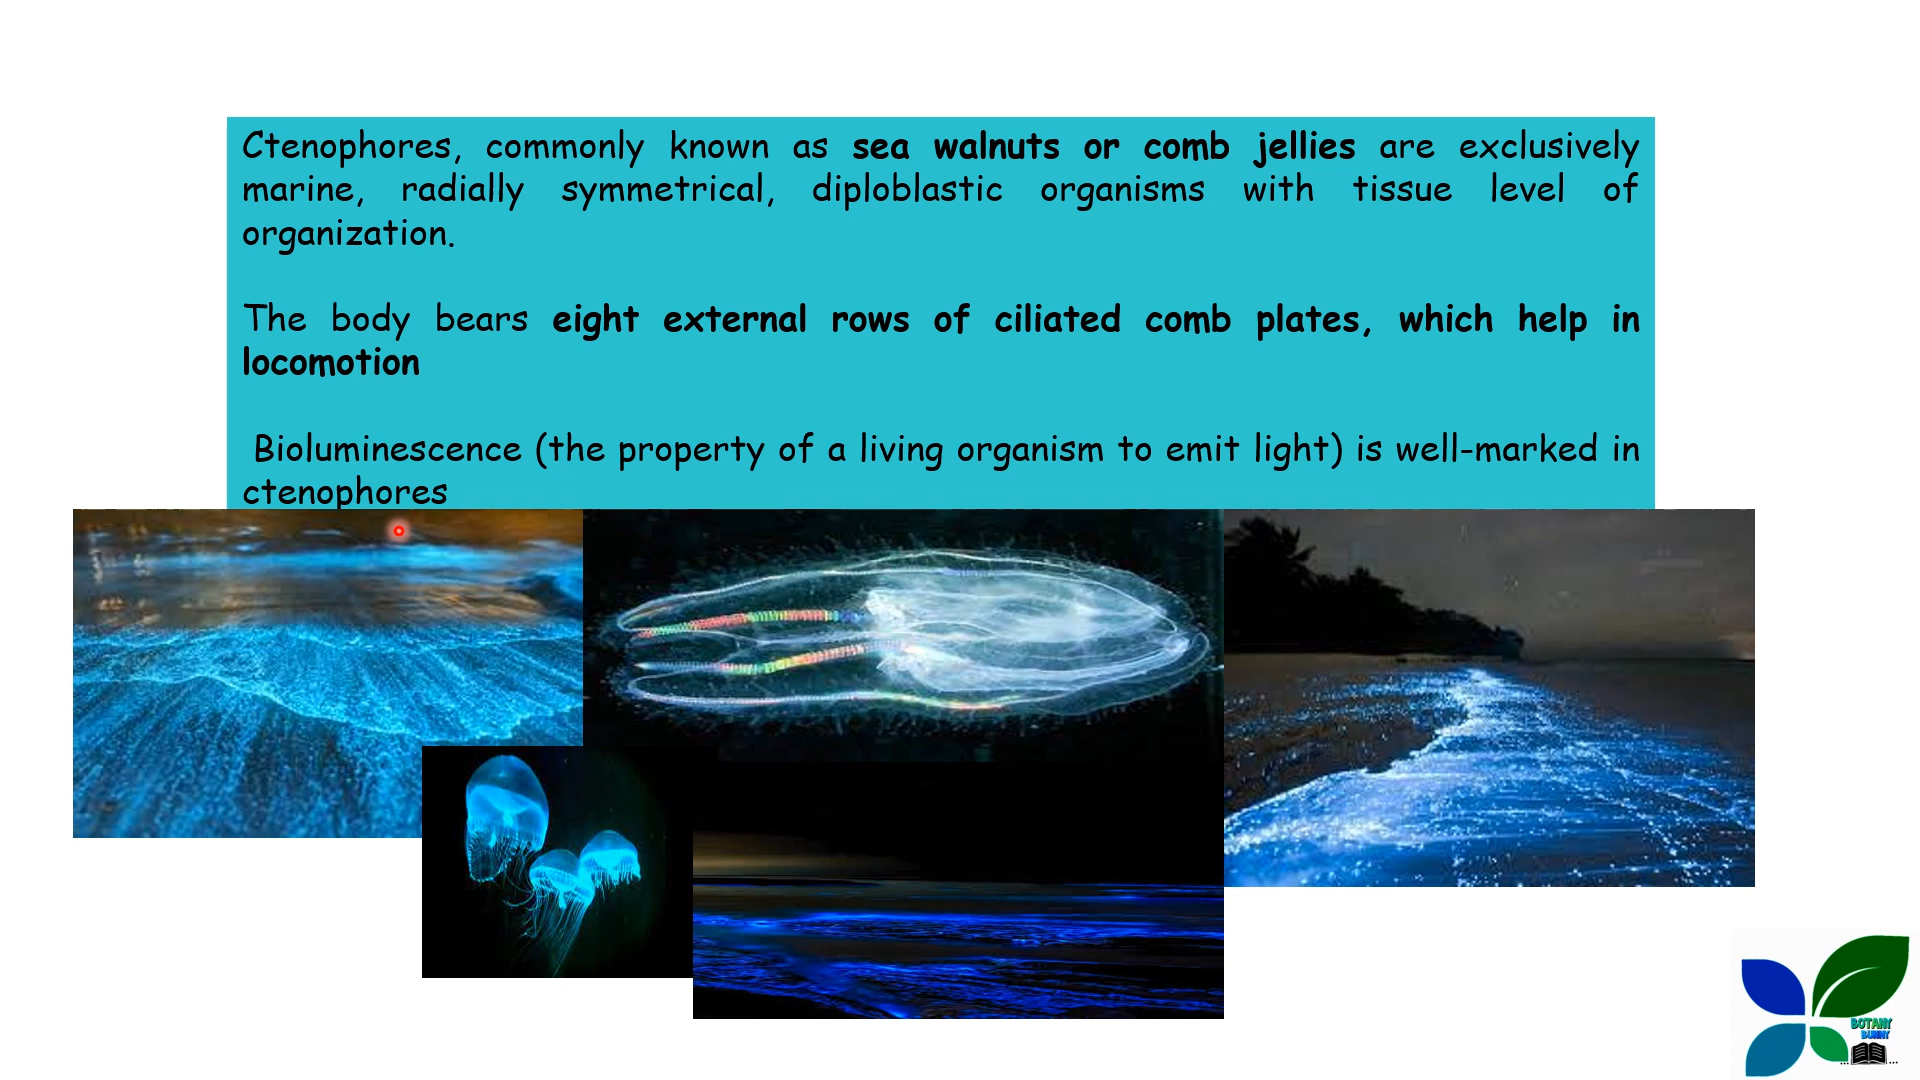 Ctenophores, commonly known as sea walnuts or comb jellies are exclusively
marine, radially symmetrical, diploblastic organisms with tissue level of
organization.
The body bears eight external rows of ciliated comb plates, which help in
locomotion
Bioluminescence (the property of a living organism to emit light) is well-marked in
ctenophores
BOTANY
BUNNY